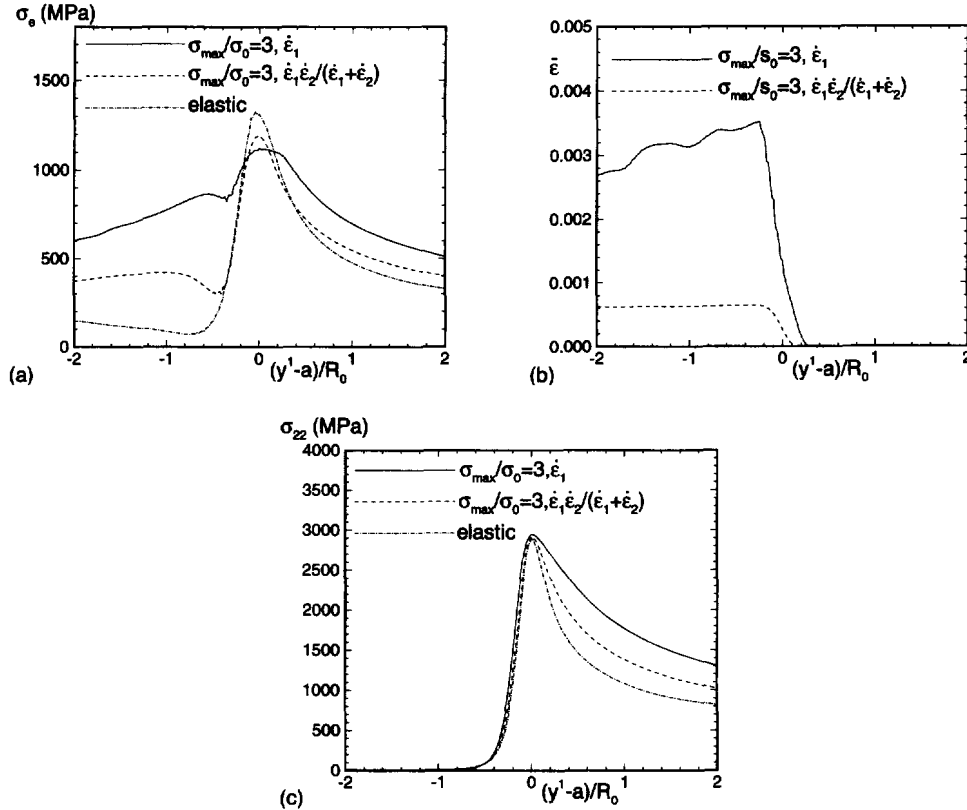 σₑ (MPa)
σmax/σ₀=3, ε̇₁
σmax/σ₀=3, ε̇₁ε̇₂/(ε̇₁+ε̇₂)
elastic
1500
1000
500
0
-2 -1 0 1 2
(y¹-a)/R₀
(a)
ε̄
σmax/s₀=3, ε̇₁
σmax/s₀=3, ε̇₁ε̇₂/(ε̇₁+ε̇₂)
0.005
0.004
0.003
0.002
0.001
0.000
-2 -1 0 1 2
(y¹-a)/R₀
(b)
σ₂₂ (MPa)
σmax/σ₀=3,ε̇₁
σmax/σ₀=3,ε̇₁ε̇₂/(ε̇₁+ε̇₂)
elastic
4000
3500
3000
2500
2000
1500
1000
500
0
-2 -1 0 1 2
(y¹-a)/R₀
(c)